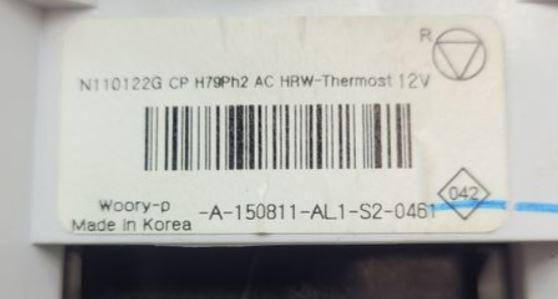 R
N110122G CP H79Ph2 AC HRW-Thermost 12V
042
Woory-p -A-150811-AL1-S2-0461
Made in Korea